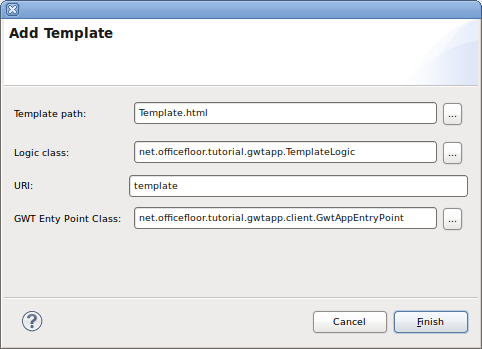 Add Template
Template path: Template.html ...
Logic class: net.officefloor.tutorial.gwtapp.TemplateLogic ...
URI: template
GWT Enty Point Class: net.officefloor.tutorial.gwtapp.client.GwtAppEntryPoint ...
? Cancel Finish